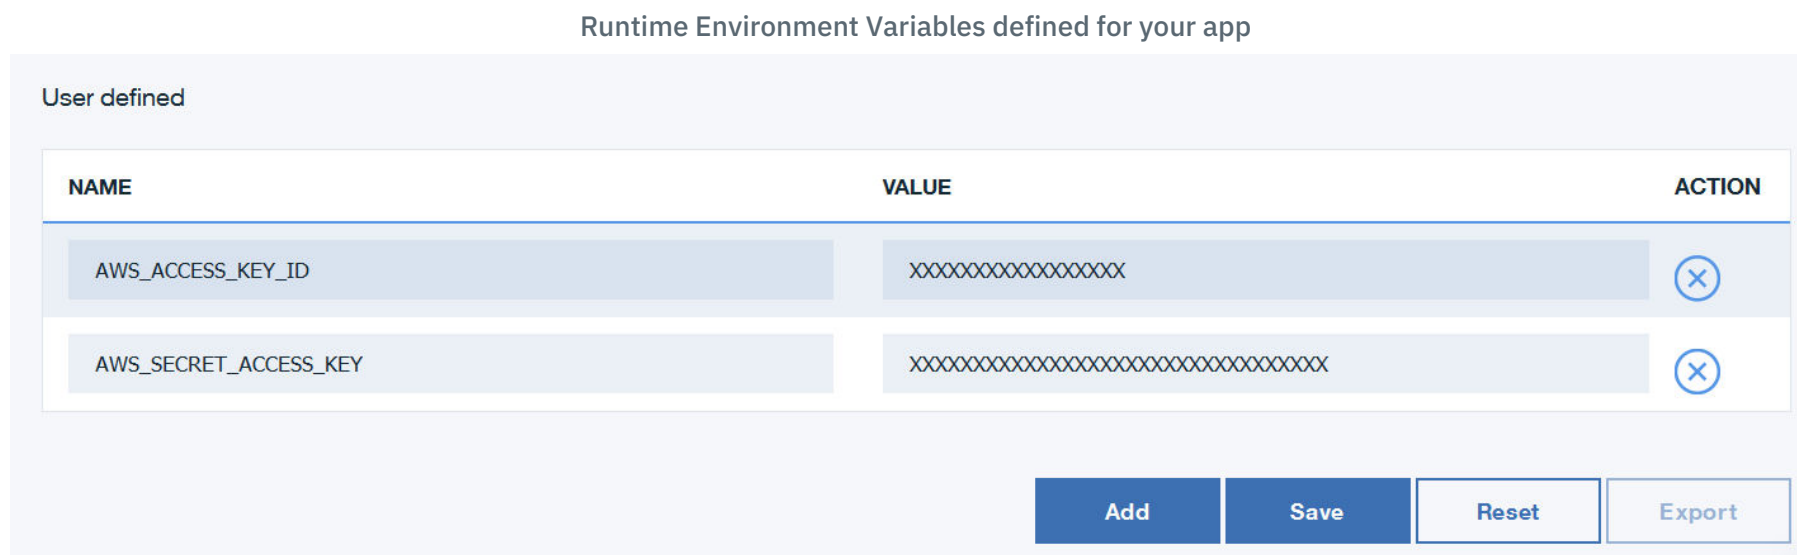 Runtime Environment Variables defined for your app
User defined
NAME VALUE ACTION
AWS_ACCESS_KEY_ID XXXXXXXXXXXXXXXXX
AWS_SECRET_ACCESS_KEY XXXXXXXXXXXXXXXXXXXXXXXXXXXXXXXXX
Add Save Reset Export